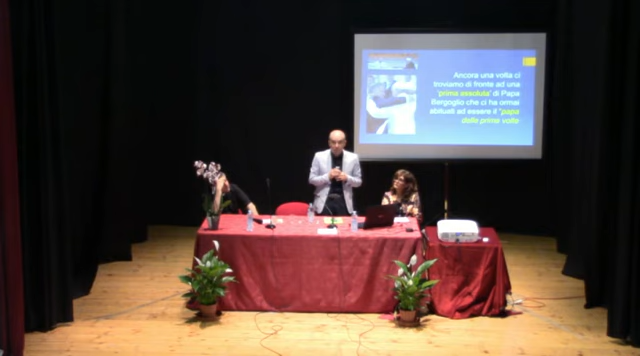 Ancora una volta ci
troviamo di fronte ad una
'prima assoluta' di Papa
Bergoglio che ci ha ormai
abituati ad essere il "papa
delle prime volte